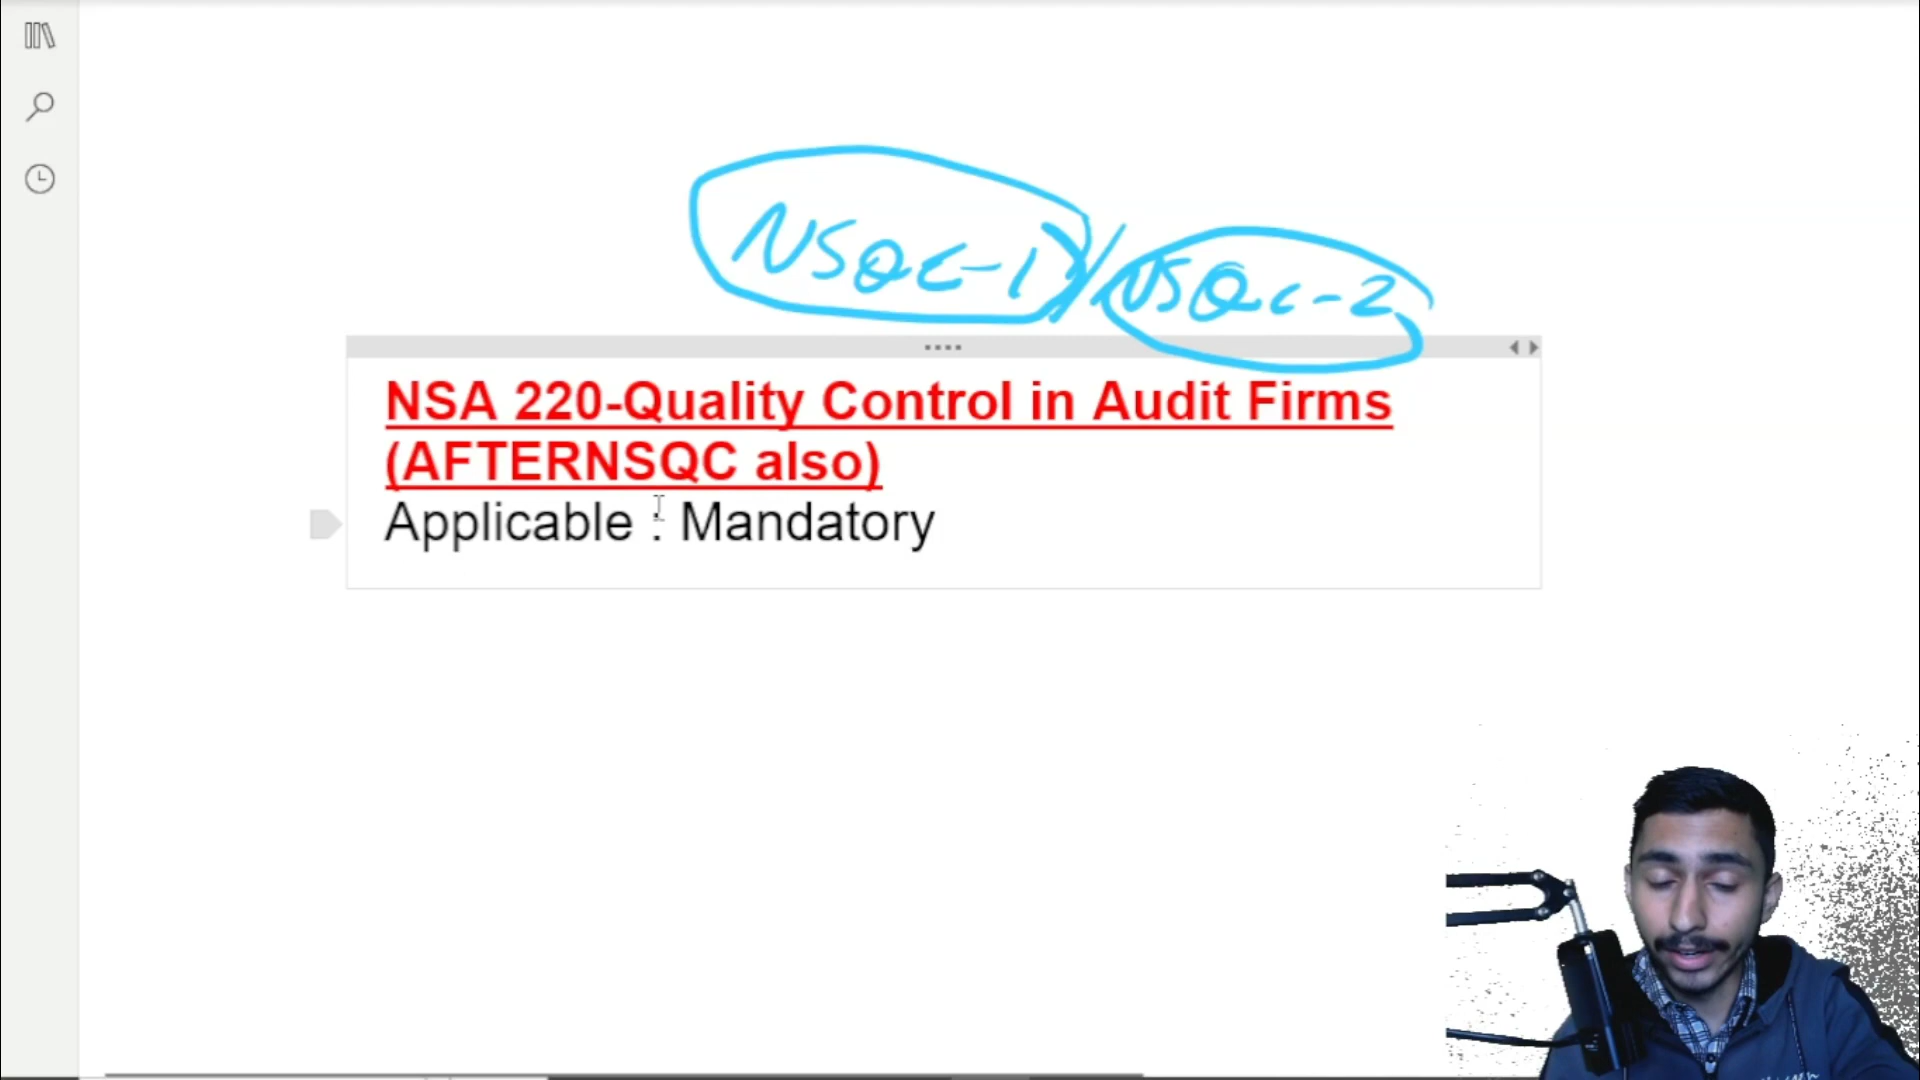 NSQC-1/NSQC-2
NSA 220-Quality Control in Audit Firms
(AFTERNSQC also)
Applicable : Mandatory